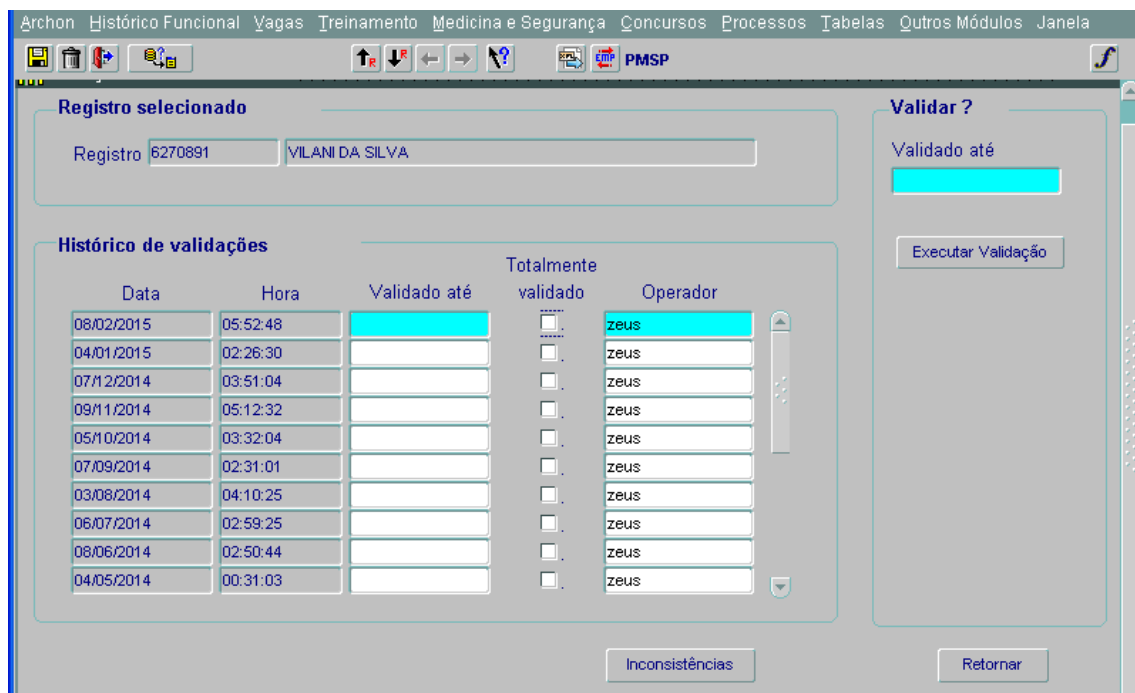 Archon Histórico Funcional Vagas Treinamento Medicina e Segurança Concursos Processos Tabelas Outros Módulos Janela
PMSP
Registro selecionado
Registro 6270891 VILANI DA SILVA
Validar ?
Validado até
Executar Validação
Histórico de validações
Data Hora Validado até Totalmente validado Operador
08/02/2015 05:52:48 zeus
04/01/2015 02:26:30 zeus
07/12/2014 03:51:04 zeus
09/11/2014 05:12:32 zeus
05/10/2014 03:32:04 zeus
07/09/2014 02:31:01 zeus
03/08/2014 04:10:25 zeus
06/07/2014 02:59:25 zeus
08/06/2014 02:50:44 zeus
04/05/2014 00:31:03 zeus
Inconsistências
Retornar